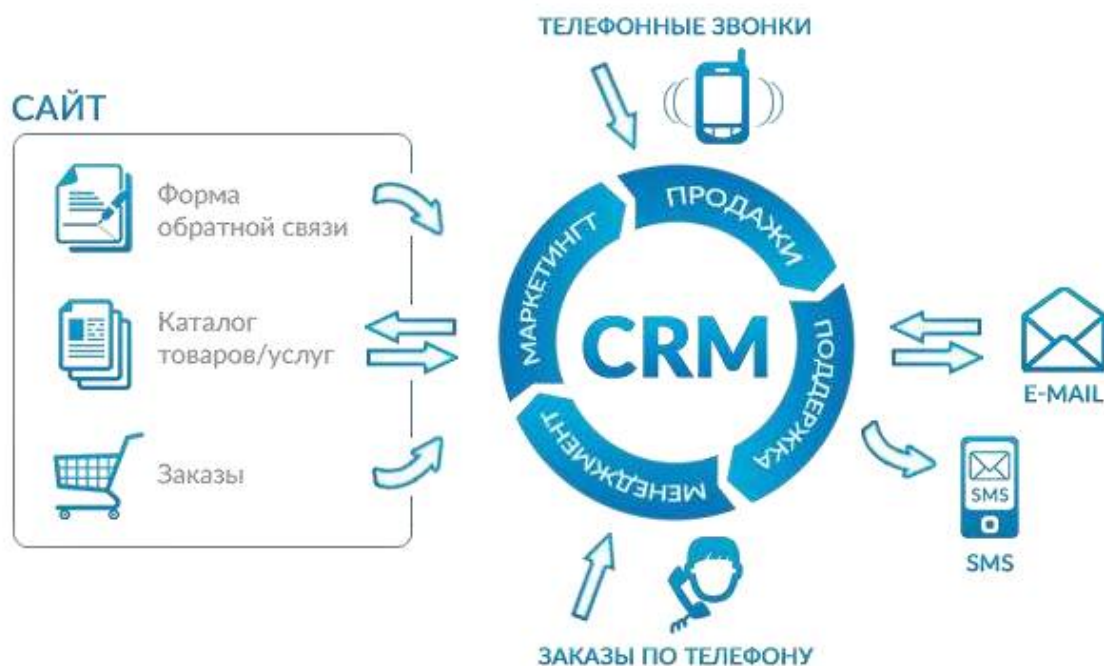 ТЕЛЕФОННЫЕ ЗВОНКИ
САЙТ
Форма
обратной связи
Каталог
товаров/услуг
Заказы
МАРКЕТИНГТ
ПРОДАЖИ
ПОДДЕРЖКА
МЕНЕДЖМЕНТ
CRM
E-MAIL
SMS
SMS
ЗАКАЗЫ ПО ТЕЛЕФОНУ